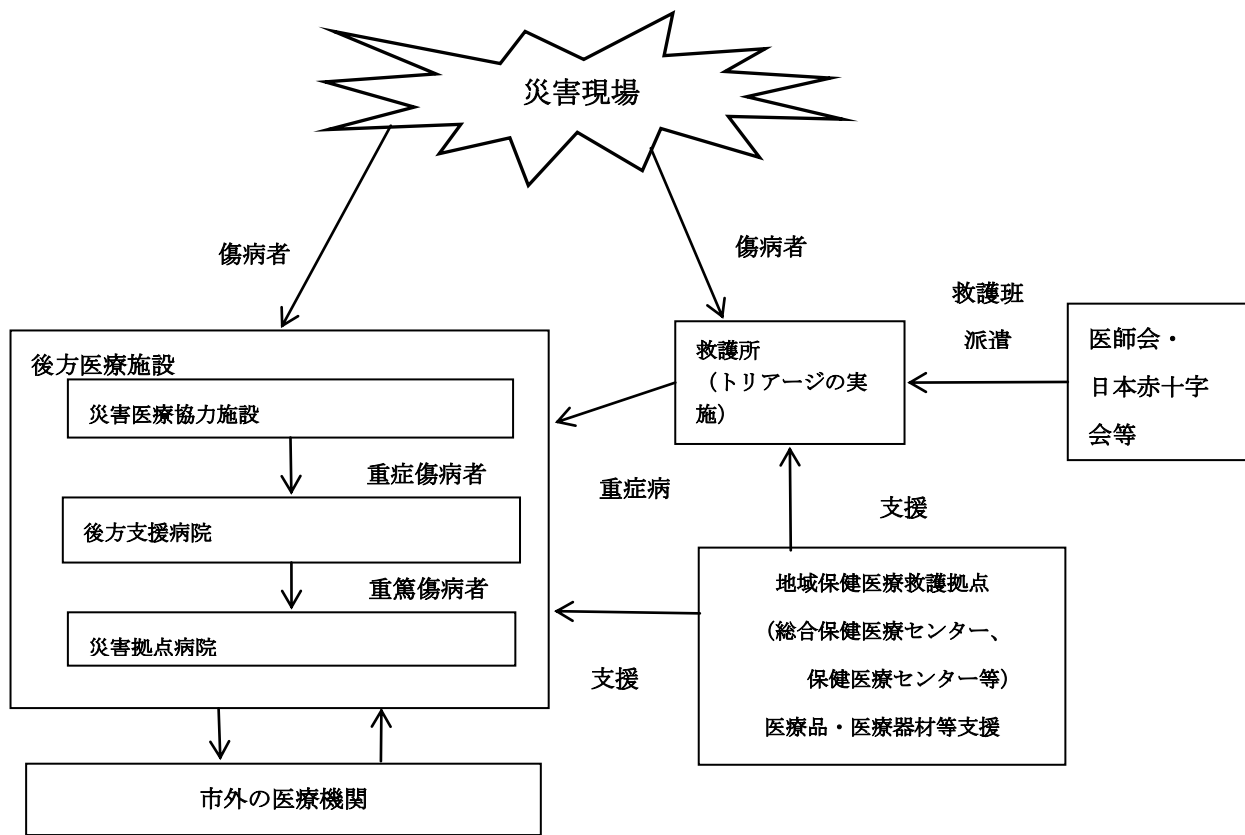 災害現場
傷病者
傷病者
救護班
派遣
医師会・
日本赤十字
会等
救護所
（トリアージの実
施）
後方医療施設
災害医療協力施設
重症傷病者
重症病
後方支援病院
支援
重篤傷病者
災害拠点病院
支援
地域保健医療救護拠点
（総合保健医療センター、
保健医療センター等）
医療品・医療器材等支援
市外の医療機関